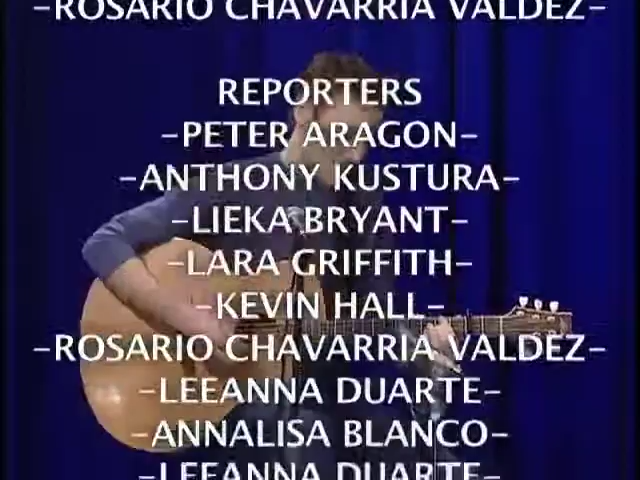 -ROSARIO CHAVARRIA VALDEZ-
REPORTERS
-PETER ARAGON-
-ANTHONY KUSTURA-
-LIEKA BRYANT-
-LARA GRIFFITH-
-KEVIN HALL-
-ROSARIO CHAVARRIA VALDEZ-
-LEEANNA DUARTE-
-ANNALISA BLANCO-
-LEEANNA DUARTE-